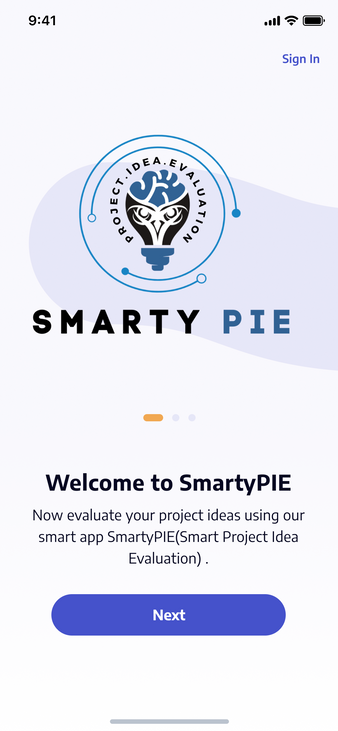 9:41
Sign In
PROJECT.IDEA.EVALUATION
SMARTY PIE
Welcome to SmartyPIE
Now evaluate your project ideas using our
smart app SmartyPIE(Smart Project Idea
Evaluation) .
Next